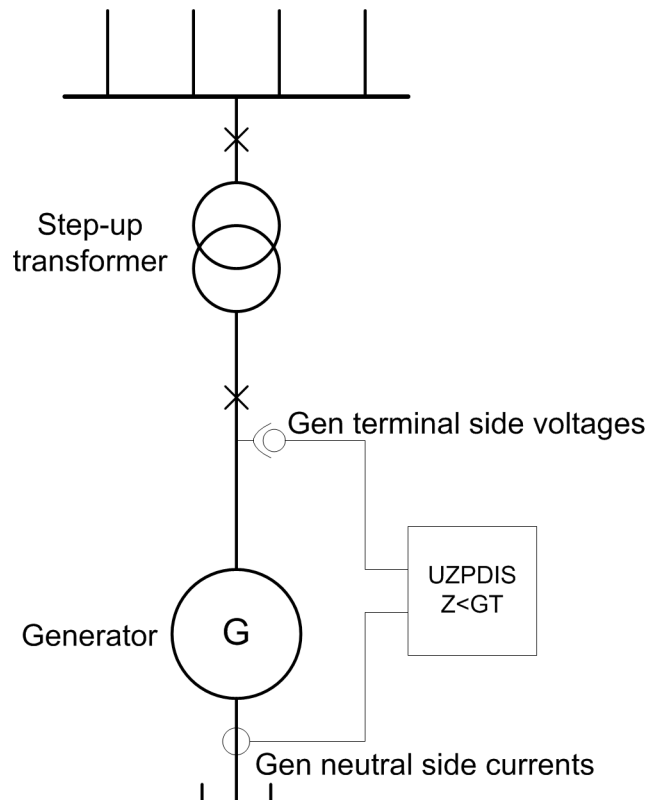 Step-up
transformer
Gen terminal side voltages
UZPDIS
Z<GT
Generator
G
Gen neutral side currents